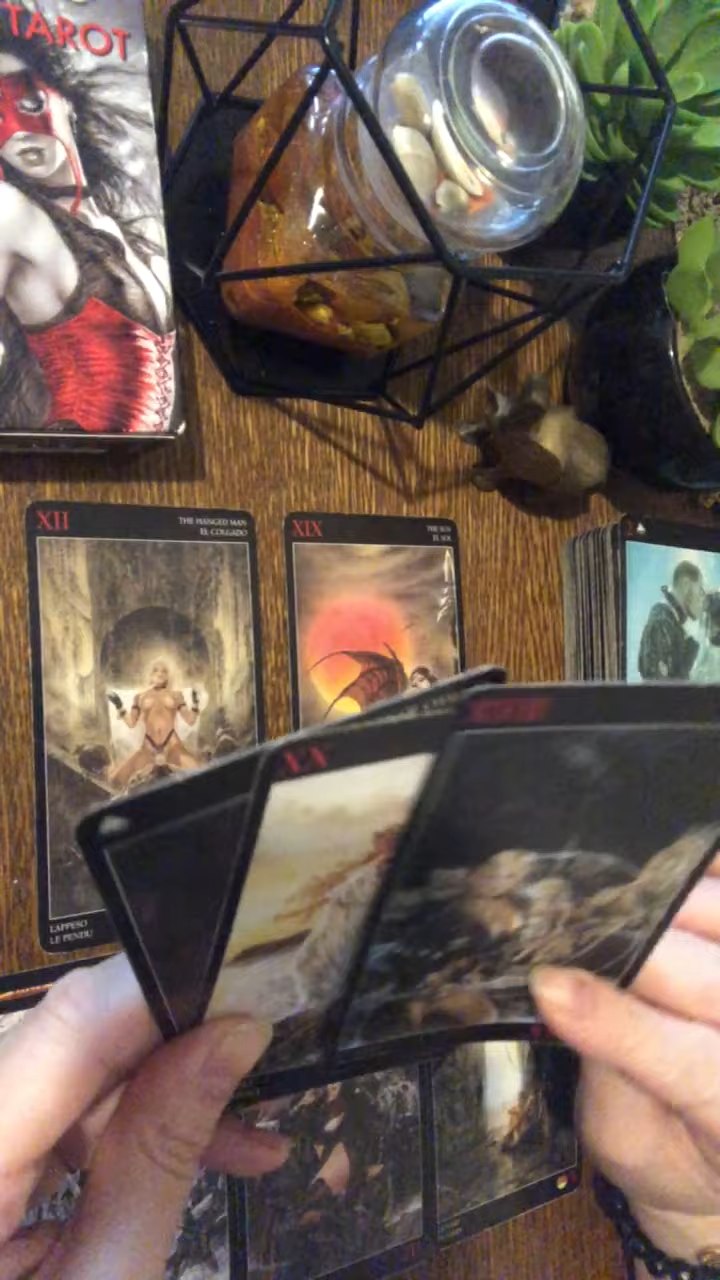 TAROT
XII
THE HANGED MAN
EL COLGADO
XIX
THE SUN
EL SOL
L'APPESO
LE PENDU